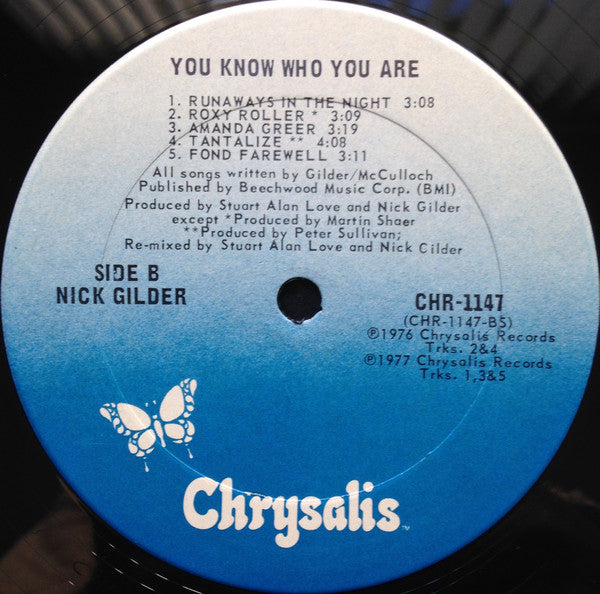 YOU KNOW WHO YOU ARE
1. RUNAWAYS IN THE NIGHT 3:08
2. ROXY ROLLER * 3:09
3. AMANDA GREER 3:19
4. TANTALIZE ** 4:08
5. FOND FAREWELL 3:11
All songs written by Gilder/McCulloch
Published by Beechwood Music Corp. (BMI)
Produced by Stuart Alan Love and Nick Gilder
except *Produced by Martin Shaer
**Produced by Peter Sullivan;
Re-mixed by Stuart Alan Love and Nick Cilder
SIDE B
NICK GILDER
CHR-1147
(CHR-1147-BS)
℗1976 Chrysalis Records
Trks. 2&4
℗1977 Chrysalis Records
Trks. 1,3&5
Chrysalis™